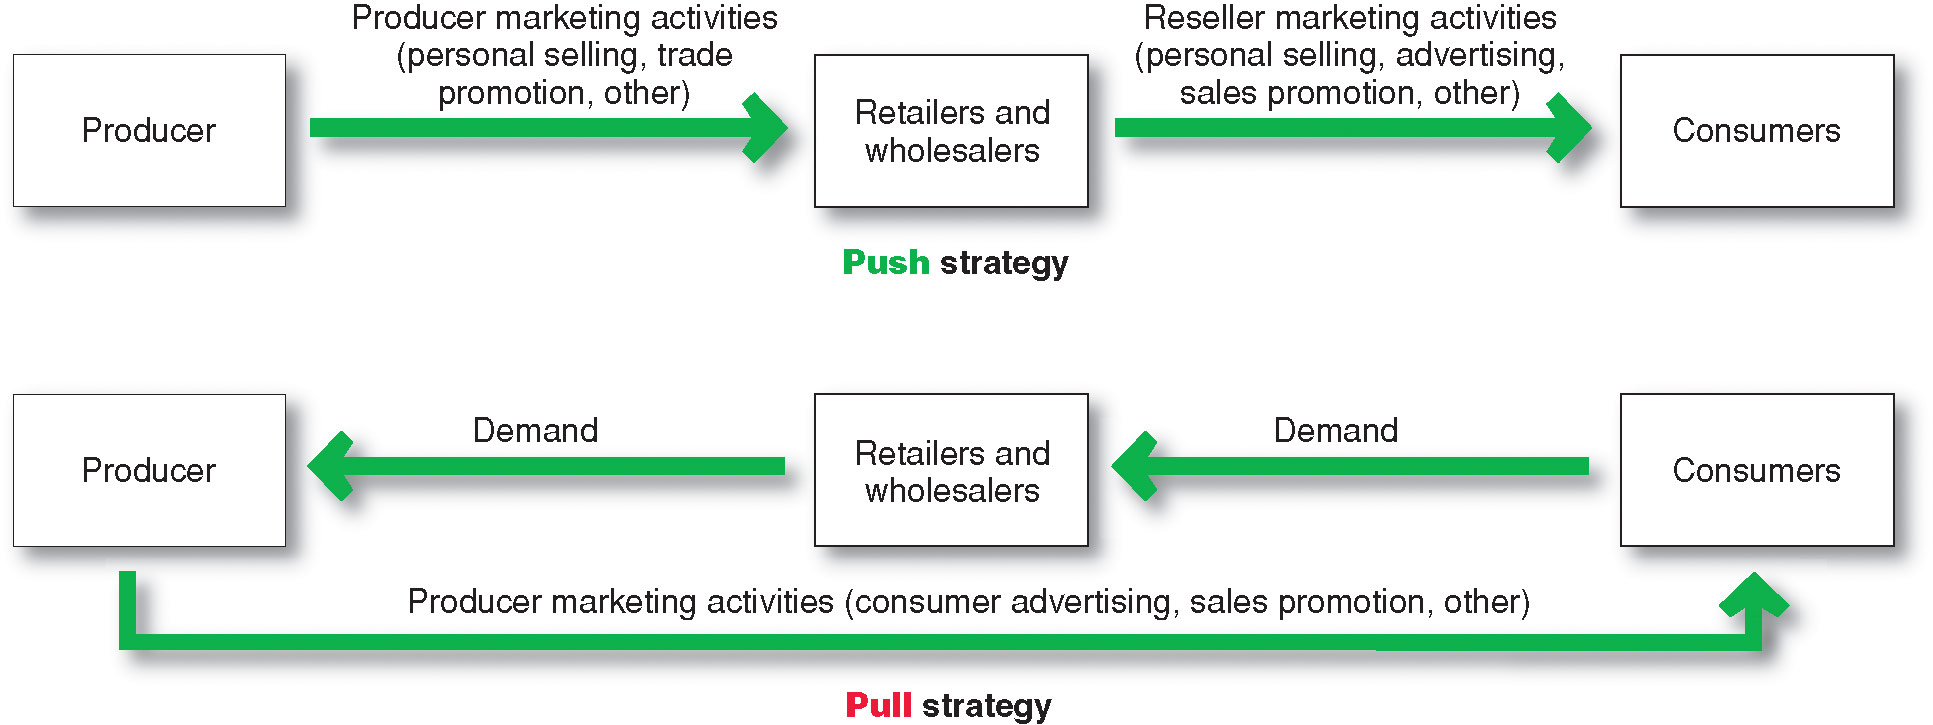 Producer marketing activities
(personal selling, trade
promotion, other)
Reseller marketing activities
(personal selling, advertising,
sales promotion, other)
Producer
Retailers and
wholesalers
Consumers
Push strategy
Producer
Demand
Retailers and
wholesalers
Demand
Consumers
Producer marketing activities (consumer advertising, sales promotion, other)
Pull strategy